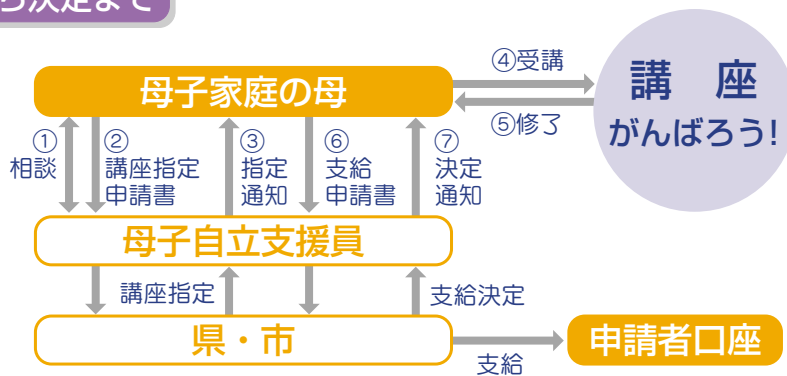 ら決定まで
④受講
母子家庭の母
講 座
⑤修了
がんばろう!
①
相談
②
講座指定
申請書
③
指定
通知
⑥
支給
申請書
⑦
決定
通知
母子自立支援員
講座指定
支給決定
県・市
申請者口座
支給